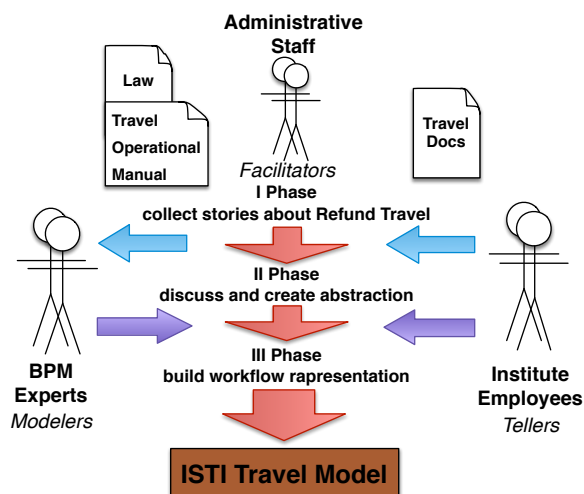 Administrative
Staff
Law
Travel
Operational
Manual
Travel
Docs
Facilitators
I Phase
collect stories about Refund Travel
II Phase
discuss and create abstraction
III Phase
build workflow rapresentation
BPM
Experts
Modelers
Institute
Employees
Tellers
ISTI Travel Model